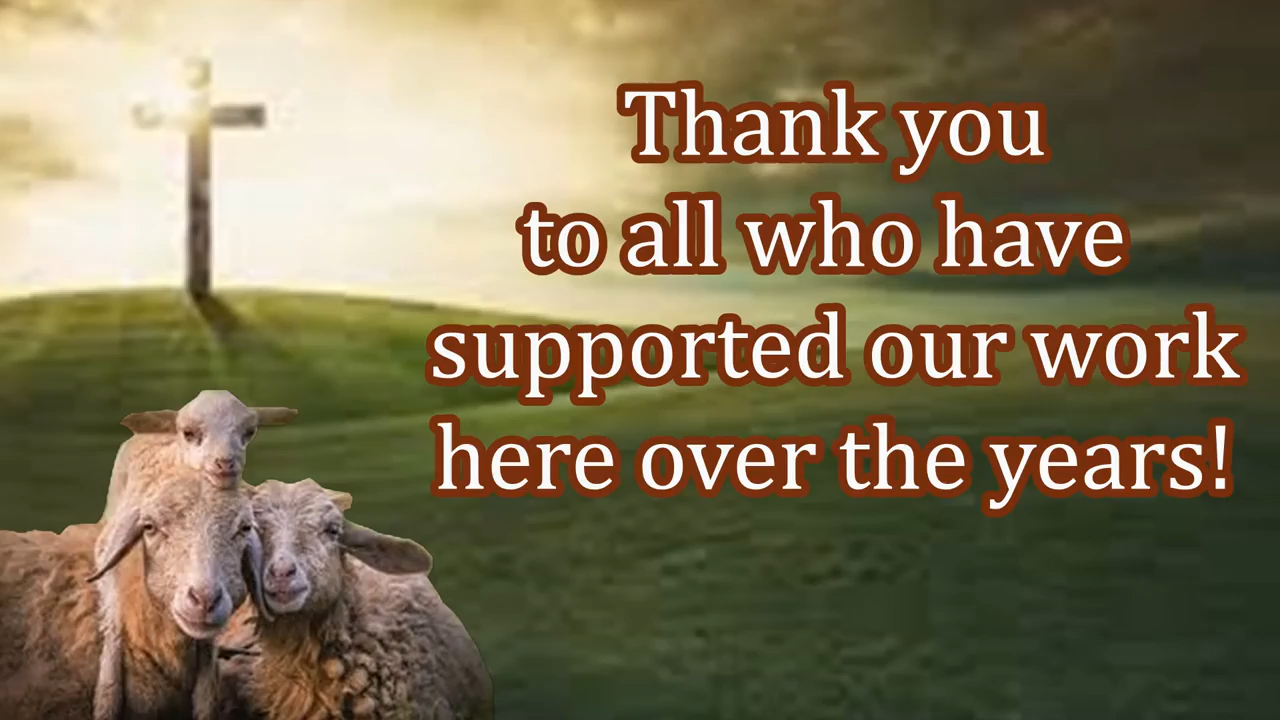 Thank you
to all who have
supported our work
here over the years!